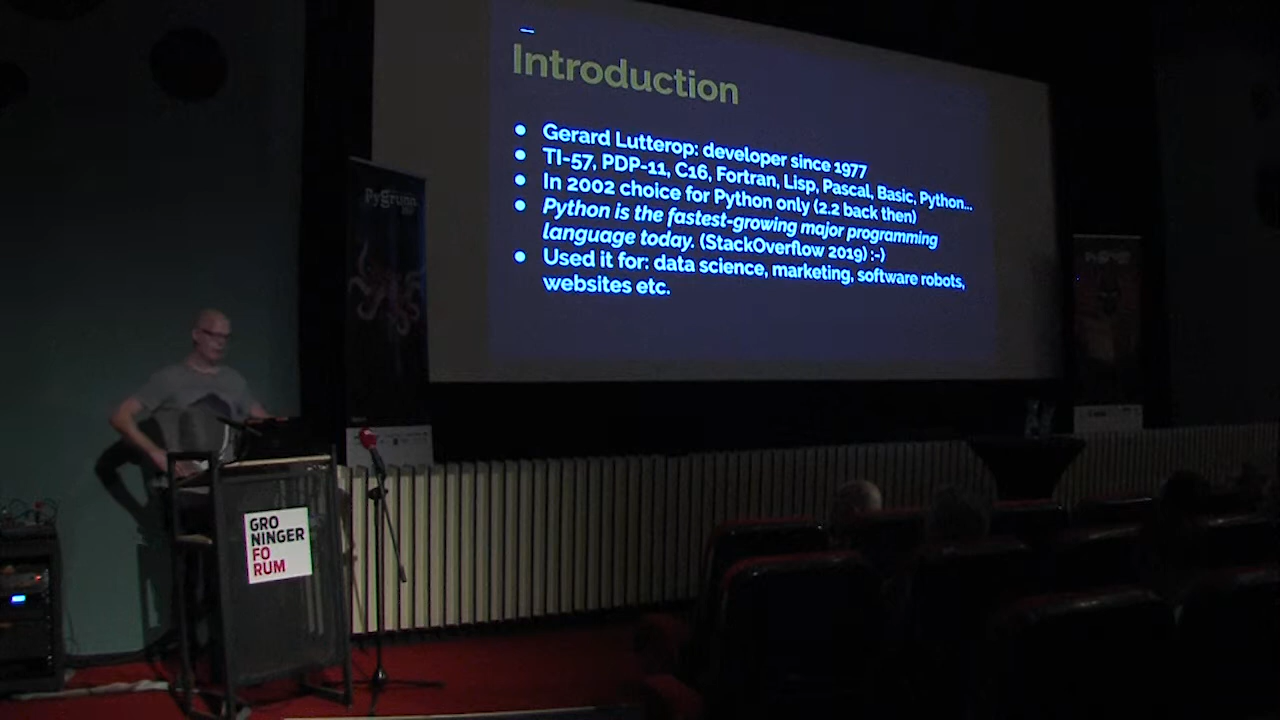 Introduction
● Gerard Lutterop: developer since 1977
● TI-57, PDP-11, C16, Fortran, Lisp, Pascal, Basic, Python...
● In 2002 choice for Python only (2.2 back then)
● Python is the fastest-growing major programming
language today. (StackOverflow 2019) :-)
● Used it for: data science, marketing, software robots,
websites etc.
PyGrunn
GRO
NINGER
FO
RUM